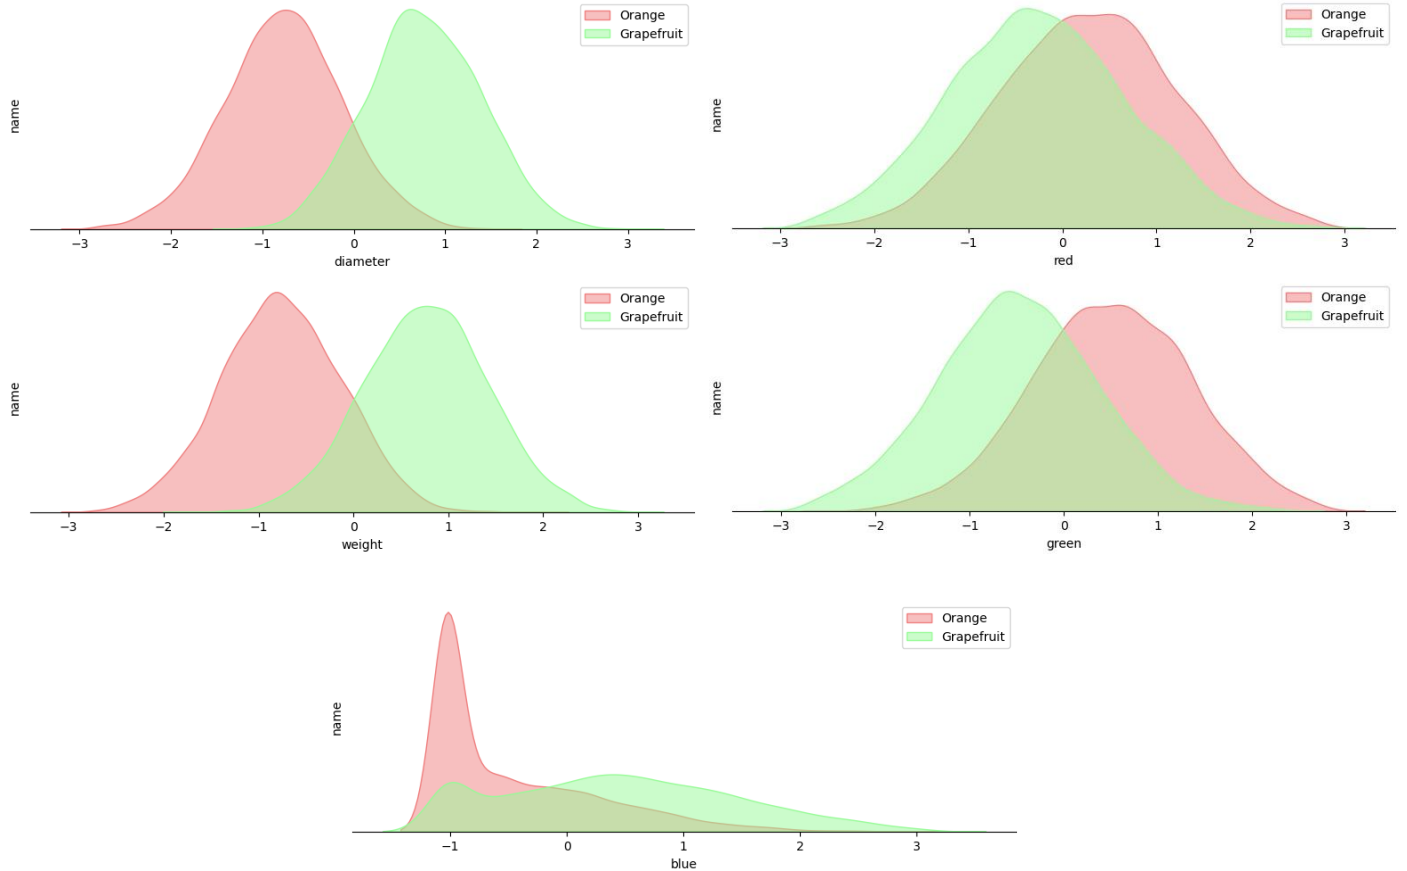 Orange
Grapefruit
name
−3 −2 −1 0 1 2 3
diameter
Orange
Grapefruit
name
−3 −2 −1 0 1 2 3
red
Orange
Grapefruit
name
−3 −2 −1 0 1 2 3
weight
Orange
Grapefruit
name
−3 −2 −1 0 1 2 3
green
Orange
Grapefruit
name
−1 0 1 2 3
blue